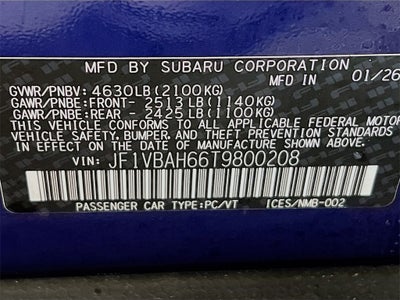 MFD BY SUBARU CORPORATION
GVWR/PNBV: 4630LB(2100KG) MADE IN 01/26
GAWR/PNBE:FRONT- 2513LB(1140KG)
GAWR/PNBE:REAR - 2425LB(1100KG)
THIS VEHICLE CONFORMS TO ALL APPLICABLE FEDERAL MOTOR
VEHICLE SAFETY, BUMPER, AND THEFT PREVENTION STANDARDS
IN EFFECT ON THE DATE OF MANUFACTURE SHOWN ABOVE.
VIN: JF1VBAH66T9800208
PASSENGER CAR TYPE:PC/VT ICES/NMB-002